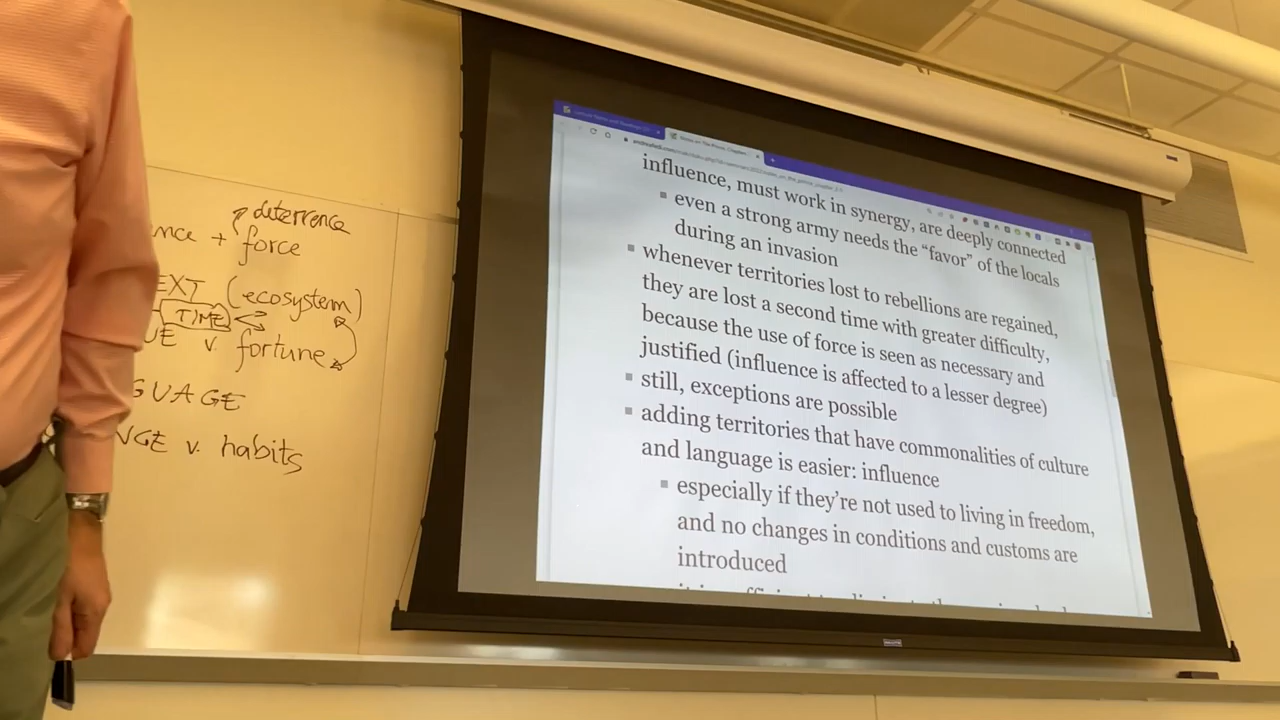 deterrence
nce + force
EXT (ecosystem)
TIME
UE v. fortune
GUAGE
NGE v. habits
influence, must work in synergy, are deeply connected
even a strong army needs the “favor” of the locals
during an invasion
whenever territories lost to rebellions are regained,
they are lost a second time with greater difficulty,
because the use of force is seen as necessary and
justified (influence is affected to a lesser degree)
still, exceptions are possible
adding territories that have commonalities of culture
and language is easier: influence
especially if they’re not used to living in freedom,
and no changes in conditions and customs are
introduced